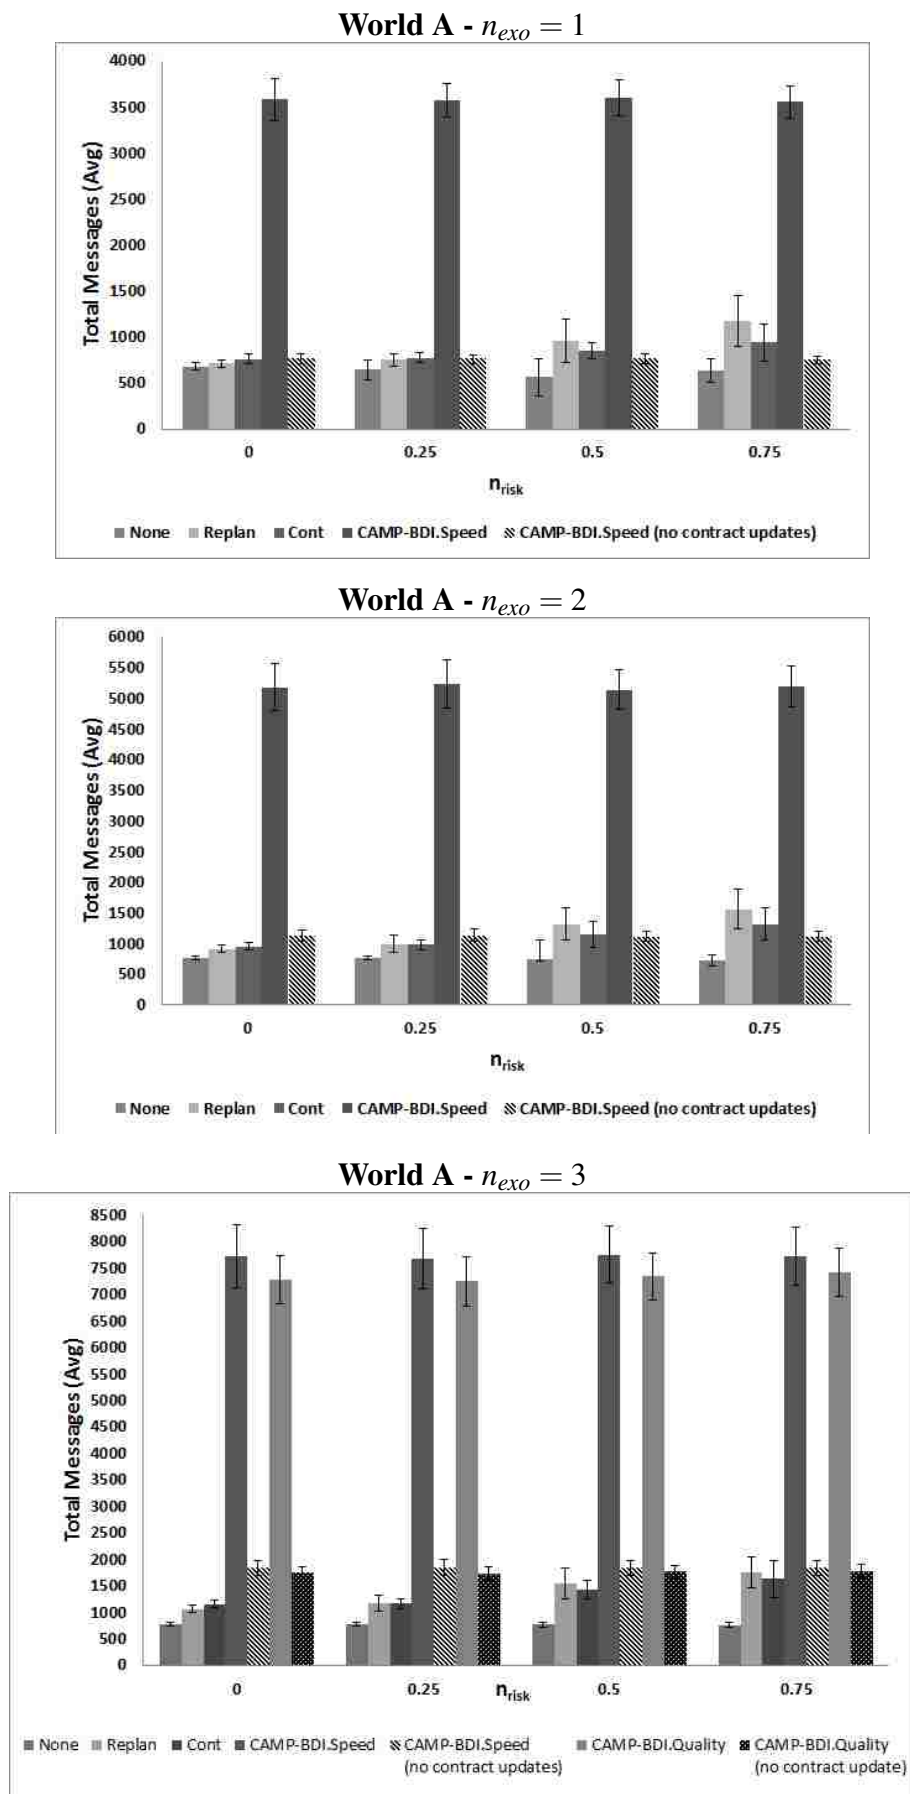 World A - n_exo = 1
Total Messages (Avg)
4000
3500
3000
2500
2000
1500
1000
500
0
0 0.25 0.5 0.75
n_risk
None Replan Cont CAMP-BDI.Speed CAMP-BDI.Speed (no contract updates)
World A - n_exo = 2
Total Messages (Avg)
6000
5500
5000
4500
4000
3500
3000
2500
2000
1500
1000
500
0
0 0.25 0.5 0.75
n_risk
None Replan Cont CAMP-BDI.Speed CAMP-BDI.Speed (no contract updates)
World A - n_exo = 3
Total Messages (Avg)
8500
8000
7500
7000
6500
6000
5500
5000
4500
4000
3500
3000
2500
2000
1500
1000
500
0
0 0.25 n_risk 0.5 0.75
None Replan Cont CAMP-BDI.Speed CAMP-BDI.Speed CAMP-BDI.Quality CAMP-BDI.Quality
(no contract updates) (no contract update)